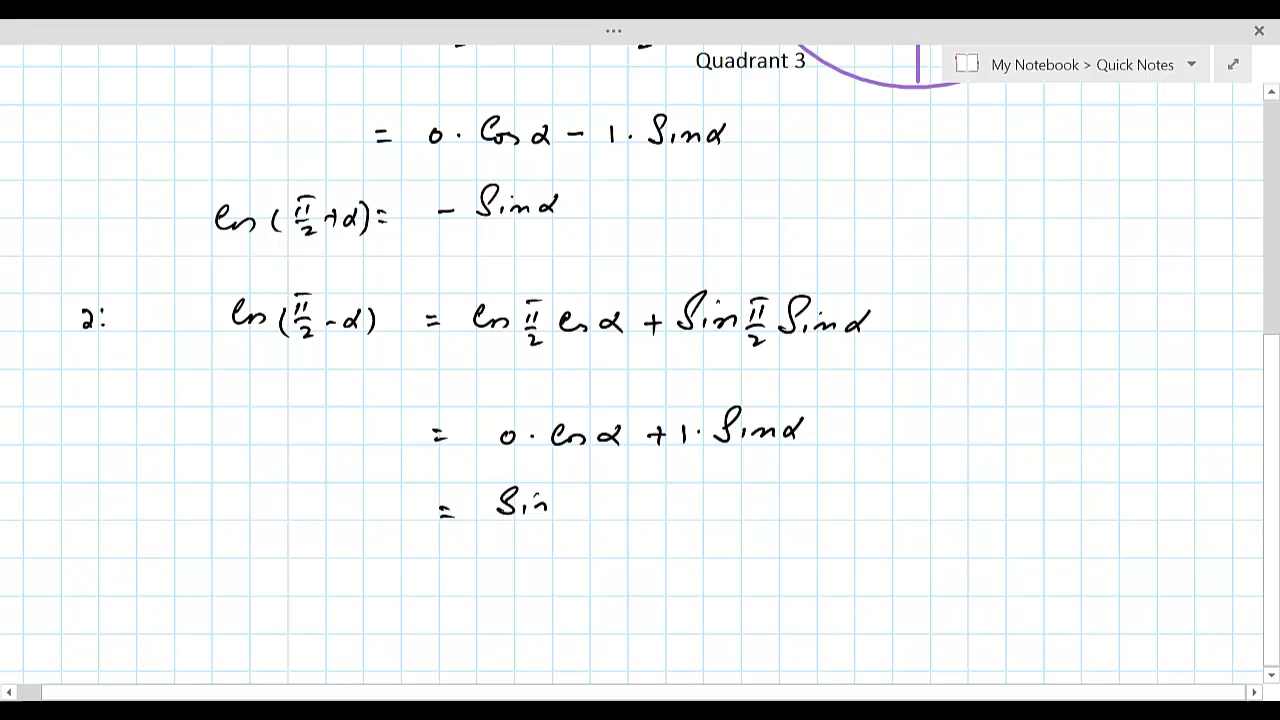 Quadrant 3
My Notebook > Quick Notes
= 0 . Cos α - 1 . Sin α
Cos ( π/2 + α ) = - Sin α
2: Cos ( π/2 - α ) = Cos π/2 Cos α + Sin π/2 Sin α
= 0 . Cos α + 1 . Sin α
= Sin